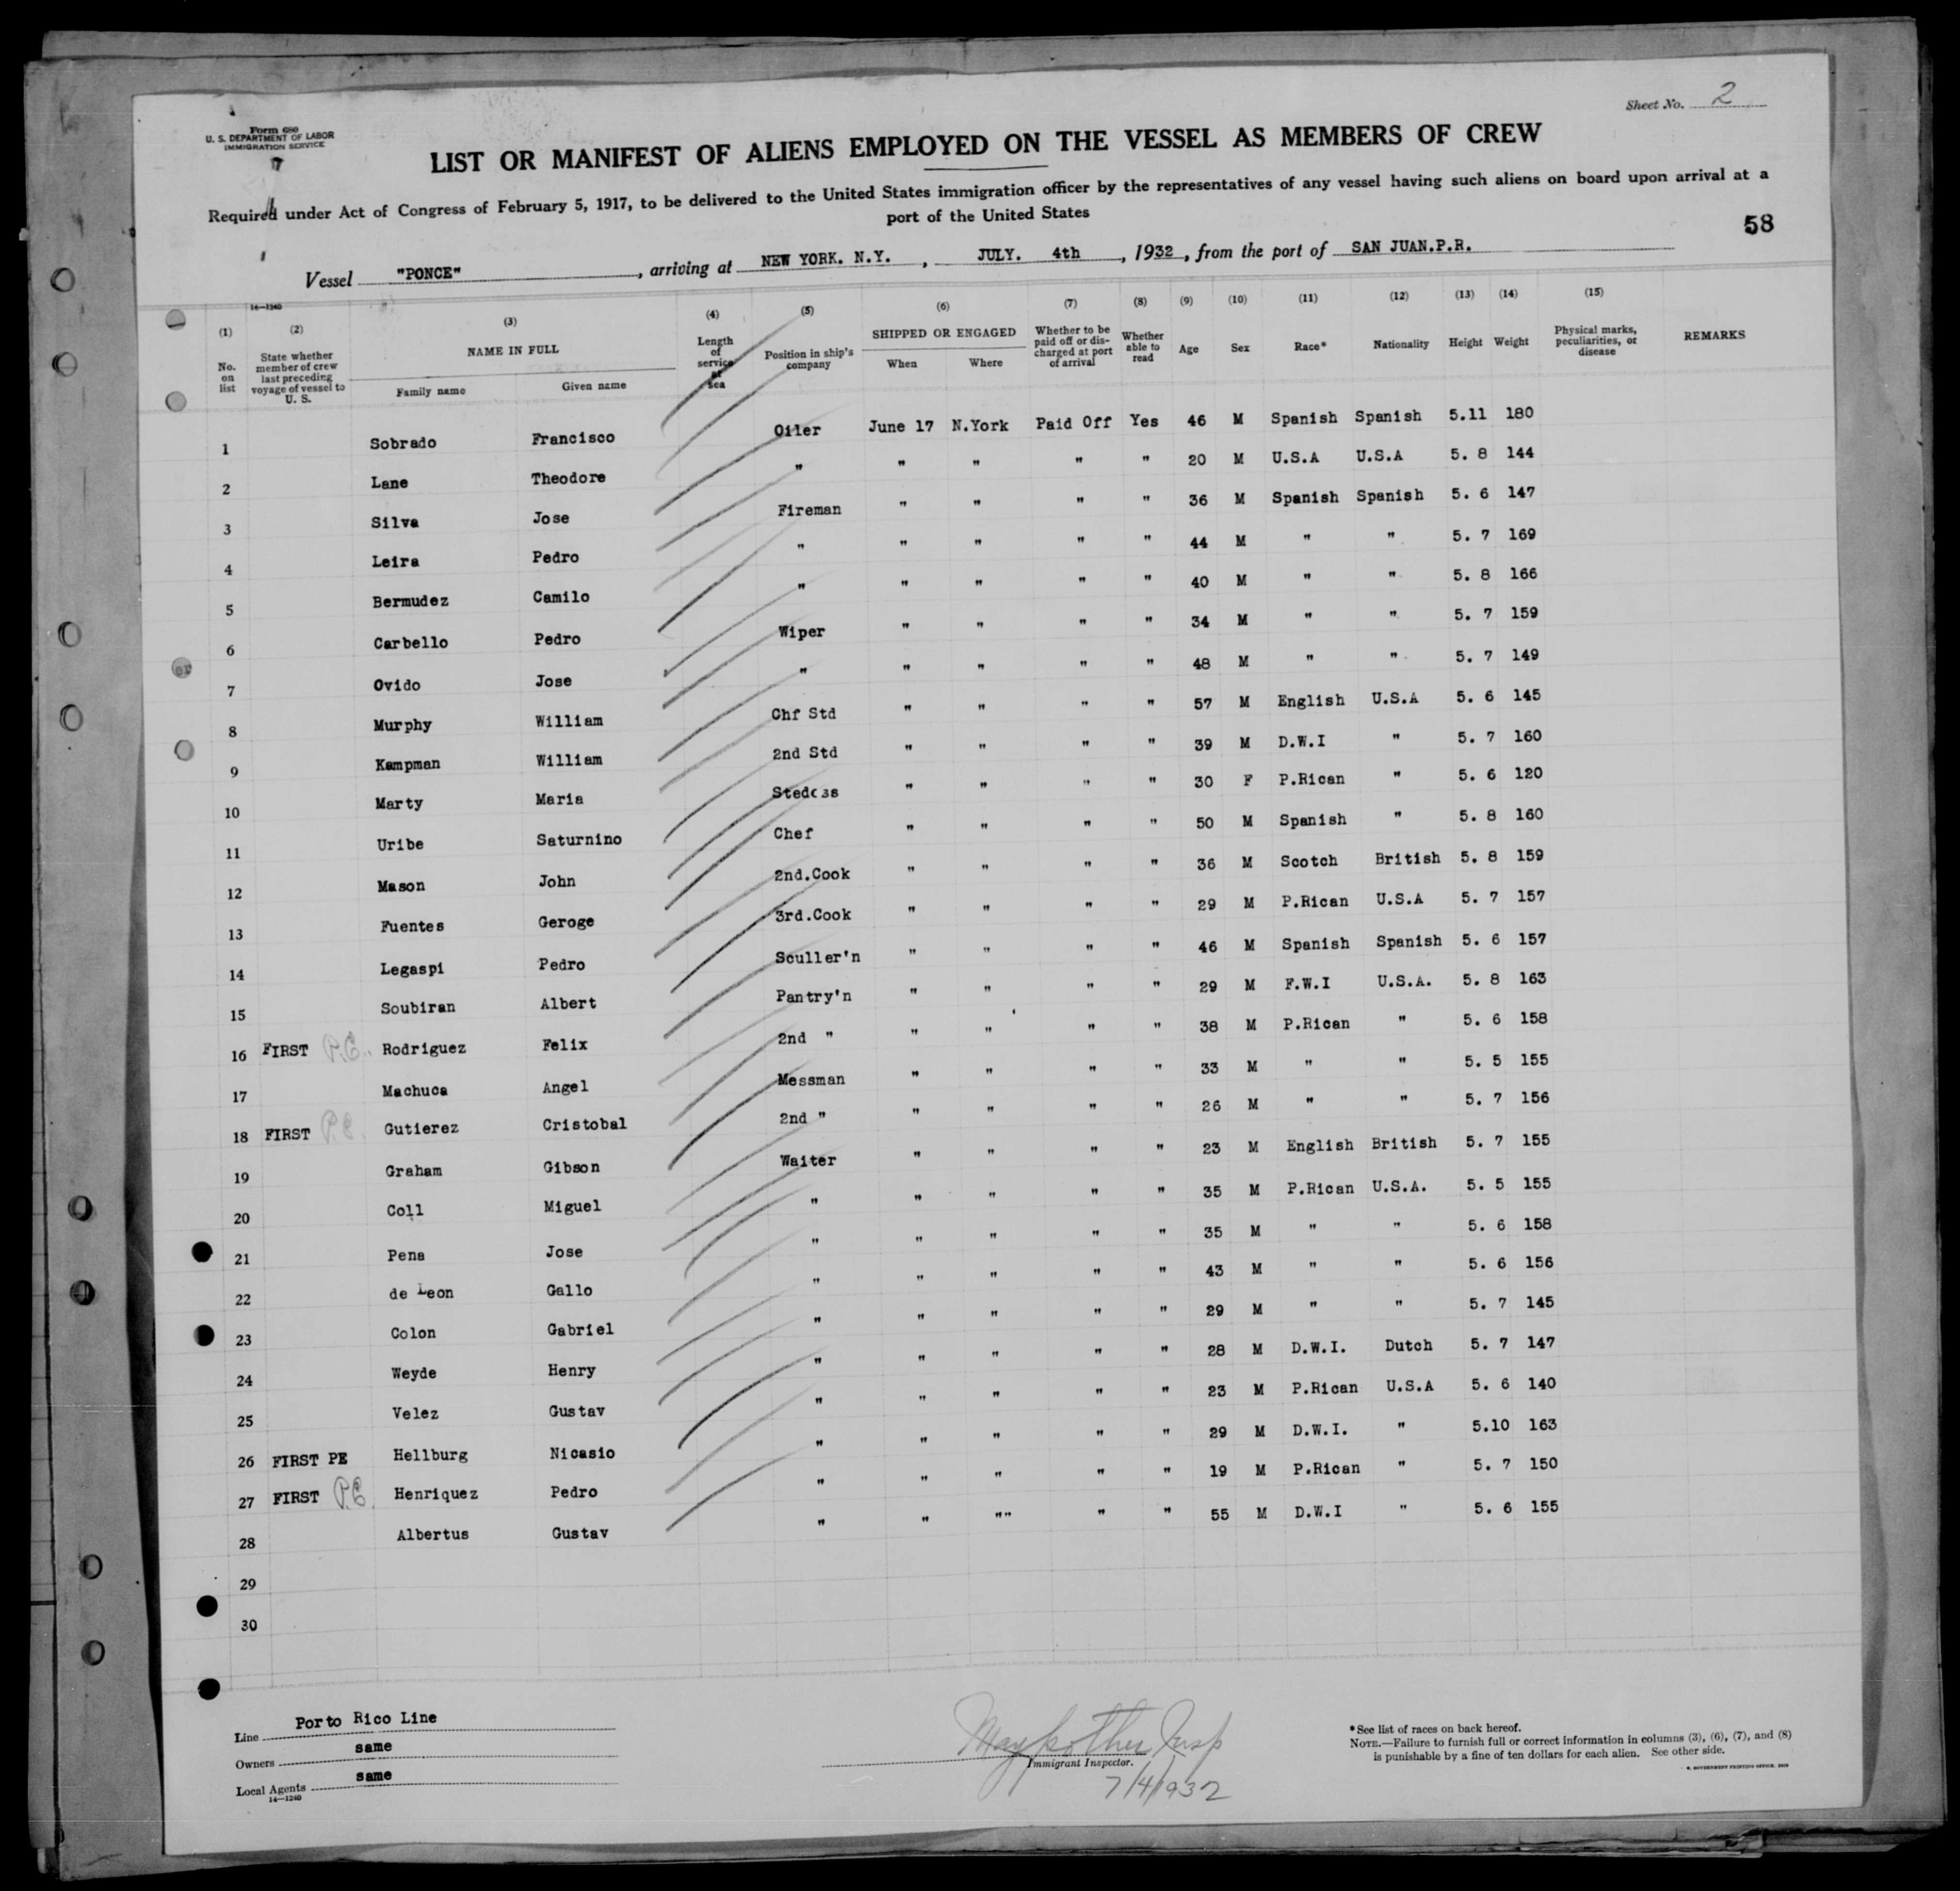 Sheet No. 2
Form 680
U. S. DEPARTMENT OF LABOR
IMMIGRATION SERVICE
LIST OR MANIFEST OF ALIENS EMPLOYED ON THE VESSEL AS MEMBERS OF CREW
Required under Act of Congress of February 5, 1917, to be delivered to the United States immigration officer by the representatives of any vessel having such aliens on board upon arrival at a
port of the United States
58
Vessel "PONCE", arriving at NEW YORK. N.Y., JULY. 4th, 1932, from the port of SAN JUAN.P.R.
14—1240
(1) No. on list
(2) State whether member of crew last preceding voyage of vessel to U. S.
(3) NAME IN FULL Family name Given name
(4) Length of service at sea
(5) Position in ship's company
(6) SHIPPED OR ENGAGED When Where
(7) Whether to be paid off or discharged at port of arrival
(8) Whether able to read
(9) Age
(10) Sex
(11) Race*
(12) Nationality
(13) Height
(14) Weight
(15) Physical marks, peculiarities, or disease
REMARKS
1 Sobrado Francisco Oiler June 17 N.York Paid Off Yes 46 M Spanish Spanish 5.11 180
2 Lane Theodore " " " " " 20 M U.S.A U.S.A 5. 8 144
3 Silva Jose Fireman " " " " 36 M Spanish Spanish 5. 6 147
4 Leira Pedro " " " " " 44 M " " 5. 7 169
5 Bermudez Camilo " " " " " 40 M " " 5. 8 166
6 Carbello Pedro Wiper " " " " 34 M " " 5. 7 159
7 Ovido Jose " " " " " 48 M " " 5. 7 149
8 Murphy William Chf Std " " " " 57 M English U.S.A 5. 6 145
9 Kampman William 2nd Std " " " " 39 M D.W.I " 5. 7 160
10 Marty Maria Stedess " " " " 30 F P.Rican " 5. 6 120
11 Uribe Saturnino Chef " " " " 50 M Spanish " 5. 8 160
12 Mason John 2nd.Cook " " " " 36 M Scotch British 5. 8 159
13 Fuentes Geroge 3rd.Cook " " " " 29 M P.Rican U.S.A 5. 7 157
14 Legaspi Pedro Sculler'n " " " " 46 M Spanish Spanish 5. 6 157
15 Soubiran Albert Pantry'n " " " " 29 M F.W.I U.S.A. 5. 8 163
16 FIRST P.E. Rodriguez Felix 2nd " " " " " 38 M P.Rican " 5. 6 158
17 Machuca Angel Messman " " " " 33 M " " 5. 5 155
18 FIRST P.E. Gutierez Cristobal 2nd " " " " " 26 M " " 5. 7 156
19 Graham Gibson Waiter " " " " 23 M English British 5. 7 155
20 Coll Miguel " " " " " 35 M P.Rican U.S.A. 5. 5 155
21 Pena Jose " " " " " 35 M " " 5. 6 158
22 de Leon Gallo " " " " " 43 M " " 5. 6 156
23 Colon Gabriel " " " " " 29 M " " 5. 7 145
24 Weyde Henry " " " " " 28 M D.W.I. Dutch 5. 7 147
25 Velez Gustav " " " " " 23 M P.Rican U.S.A 5. 6 140
26 FIRST PE Hellburg Nicasio " " " " " 29 M D.W.I. " 5.10 163
27 FIRST P.E. Henriquez Pedro " " " " " 19 M P.Rican " 5. 7 150
28 Albertus Gustav " " "" " " 55 M D.W.I " 5. 6 155
29
30
Line Porto Rico Line
Owners same
Local Agents same
14—1240
Insp
Immigrant Inspector.
7/4/1932
*See list of races on back hereof.
NOTE.—Failure to furnish full or correct information in columns (3), (6), (7), and (8)
is punishable by a fine of ten dollars for each alien. See other side.
GOVERNMENT PRINTING OFFICE